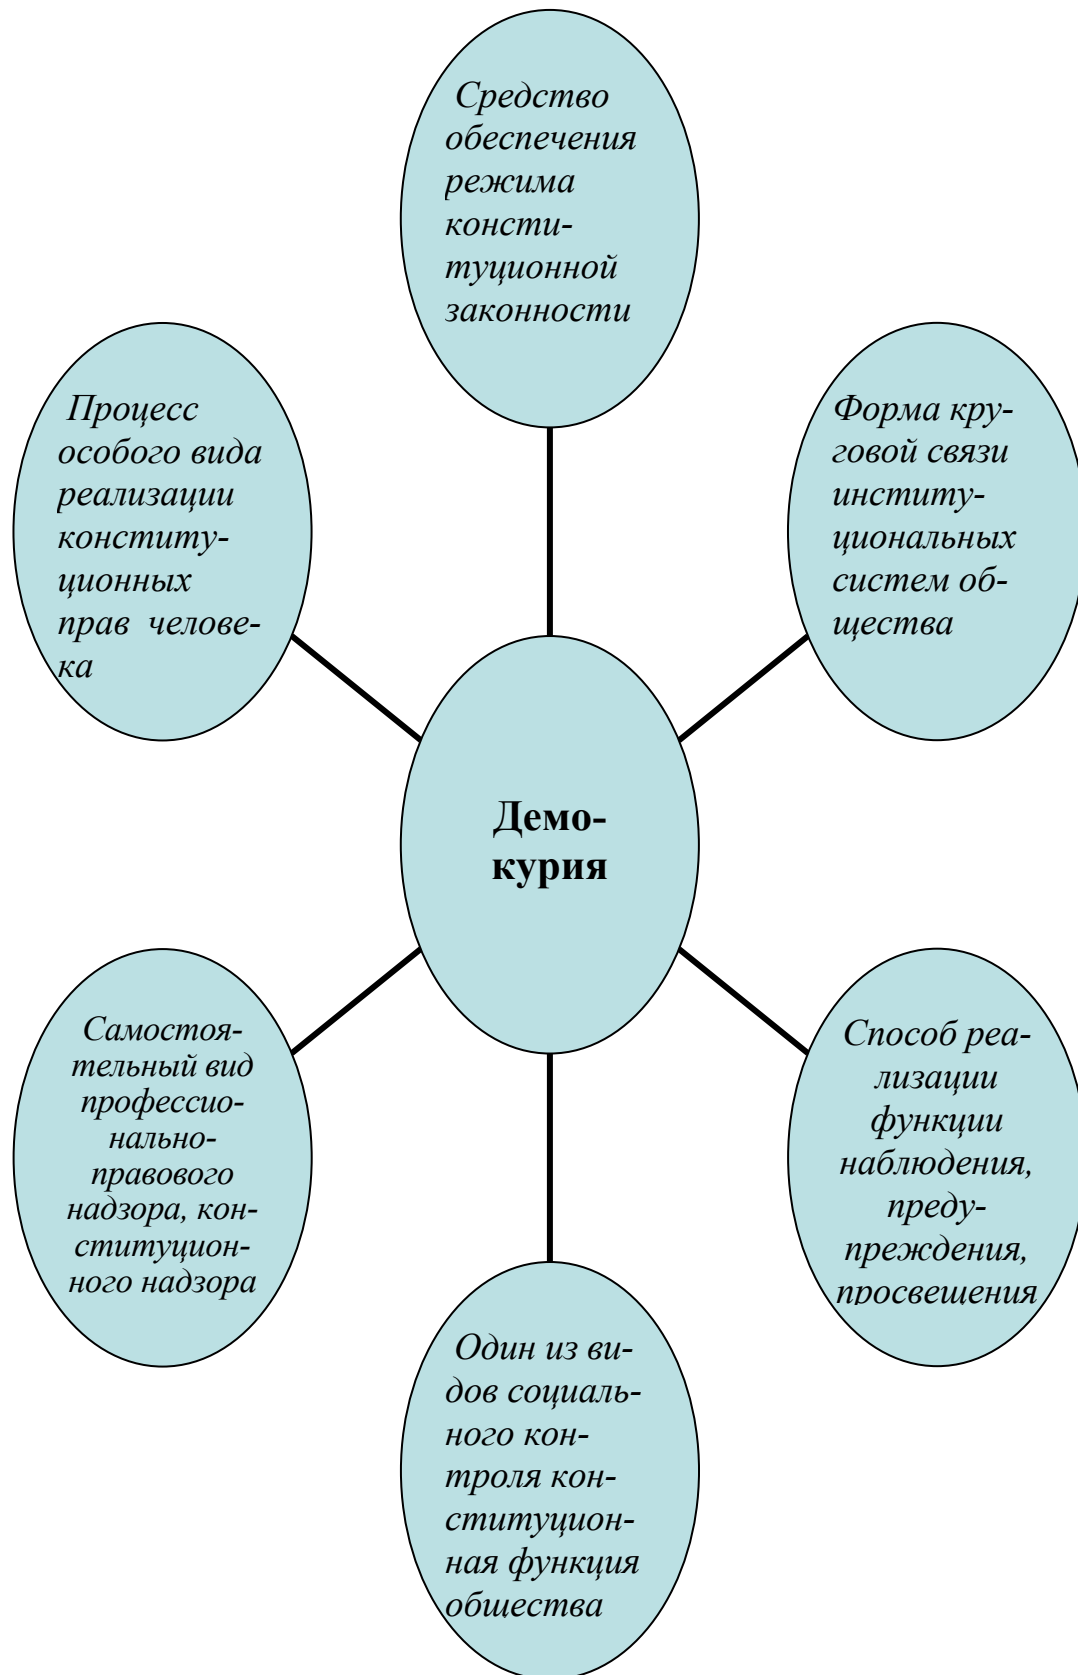 Средство
обеспечения
режима
консти-
туционной
законности
Процесс
особого вида
реализации
конститу-
ционных
прав человe-
ка
Форма кру-
говой связи
институ-
циональных
систем об-
щества
Демо-
курия
Самостоя-
тельный вид
профессио-
нально-
правового
надзора, кон-
ституцион-
ного надзора
Способ реа-
лизации
функции
наблюдения,
преду-
преждения,
просвещения
Один из ви-
дов социаль-
ного кон-
троля кон-
ституцион-
ная функция
общества